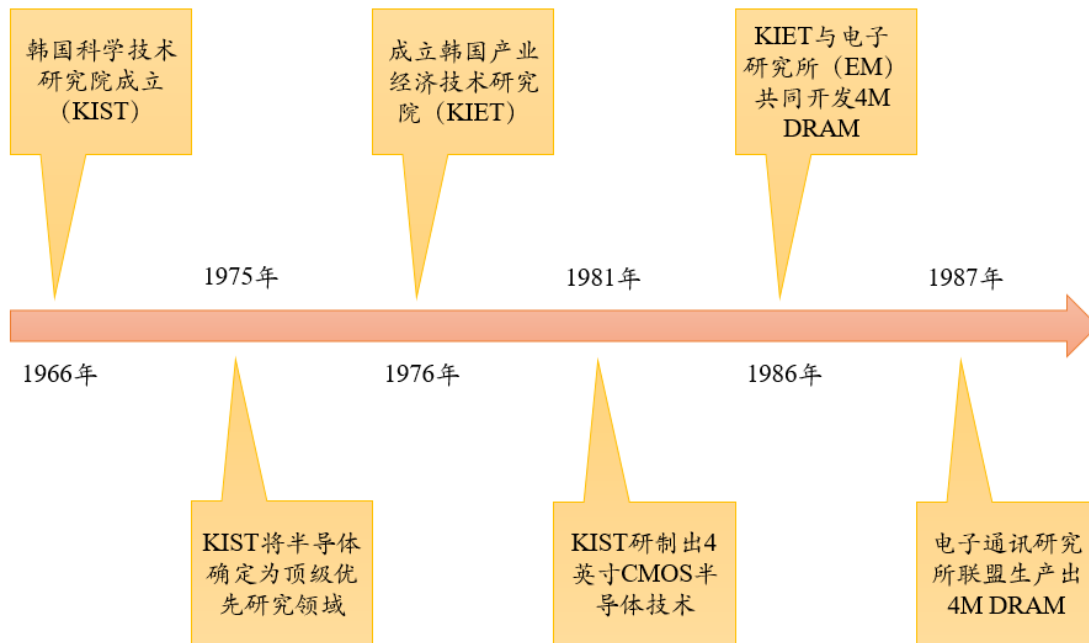 韩国科学技术
研究院成立
（KIST）
成立韩国产业
经济技术研究
院（KIET）
KIET与电子
研究所（EM）
共同开发4M
DRAM
1975年
1981年
1987年
1966年
1976年
1986年
KIST将半导体
确定为顶级优
先研究领域
KIST研制出4
英寸CMOS半
导体技术
电子通讯研究
所联盟生产出
4M DRAM